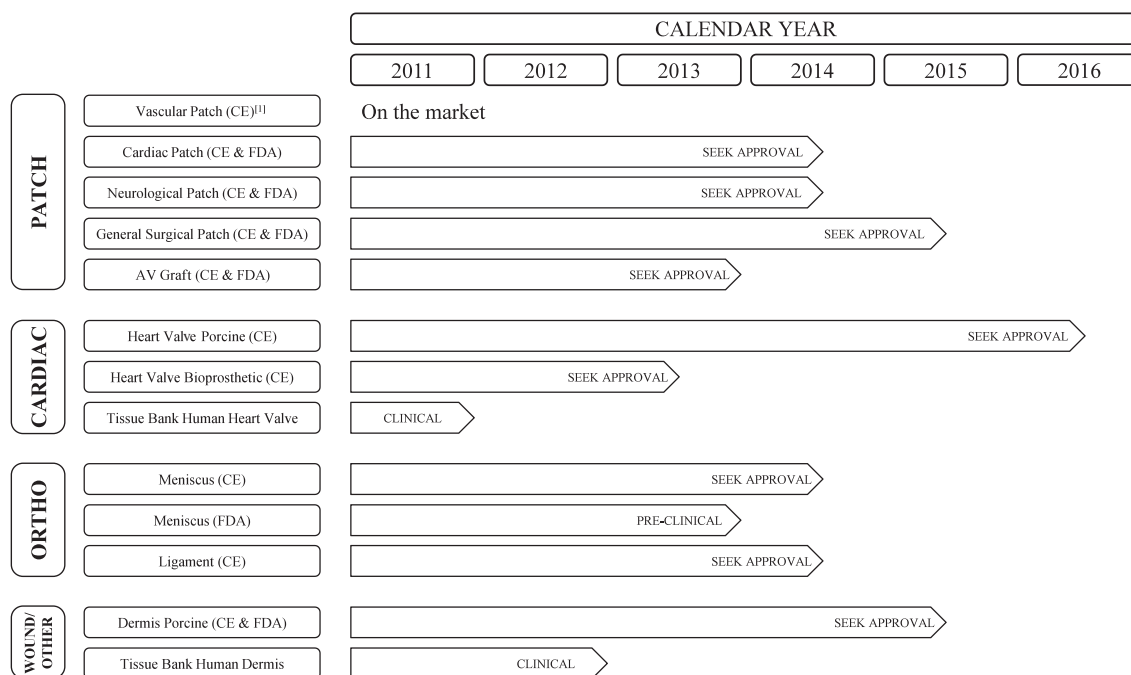 CALENDAR YEAR
2011 2012 2013 2014 2015 2016
PATCH
Vascular Patch (CE)[1] On the market
Cardiac Patch (CE & FDA) SEEK APPROVAL
Neurological Patch (CE & FDA) SEEK APPROVAL
General Surgical Patch (CE & FDA) SEEK APPROVAL
AV Graft (CE & FDA) SEEK APPROVAL
CARDIAC
Heart Valve Porcine (CE) SEEK APPROVAL
Heart Valve Bioprosthetic (CE) SEEK APPROVAL
Tissue Bank Human Heart Valve CLINICAL
ORTHO
Meniscus (CE) SEEK APPROVAL
Meniscus (FDA) PRE-CLINICAL
Ligament (CE) SEEK APPROVAL
WOUND/
OTHER
Dermis Porcine (CE & FDA) SEEK APPROVAL
Tissue Bank Human Dermis CLINICAL